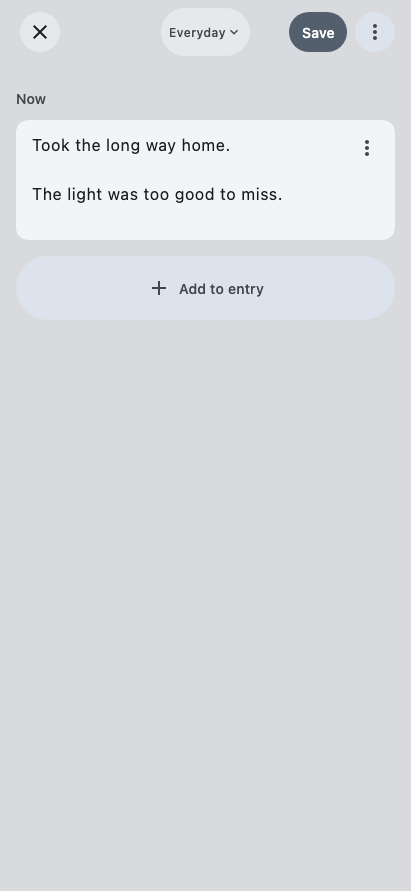 Everyday
Save
Now
Took the long way home.
The light was too good to miss.
Add to entry